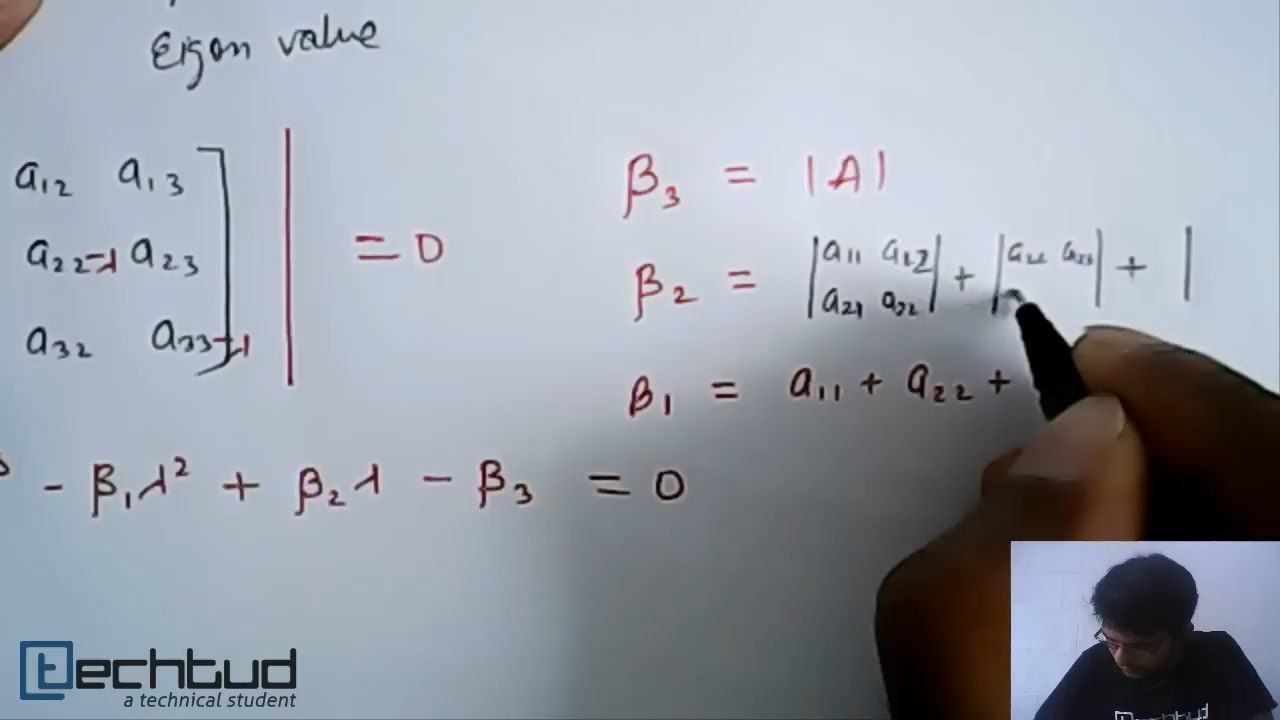 Eigen value
a12 a13
a22-λ a23 = 0
a32 a33-λ
β3 = |A|
β2 = |a11 a12 a21 a22| + |a22 a23| + |
β1 = a11 + a22 +
- β1λ² + β2λ - β3 = 0
techtud
a technical student
techtud